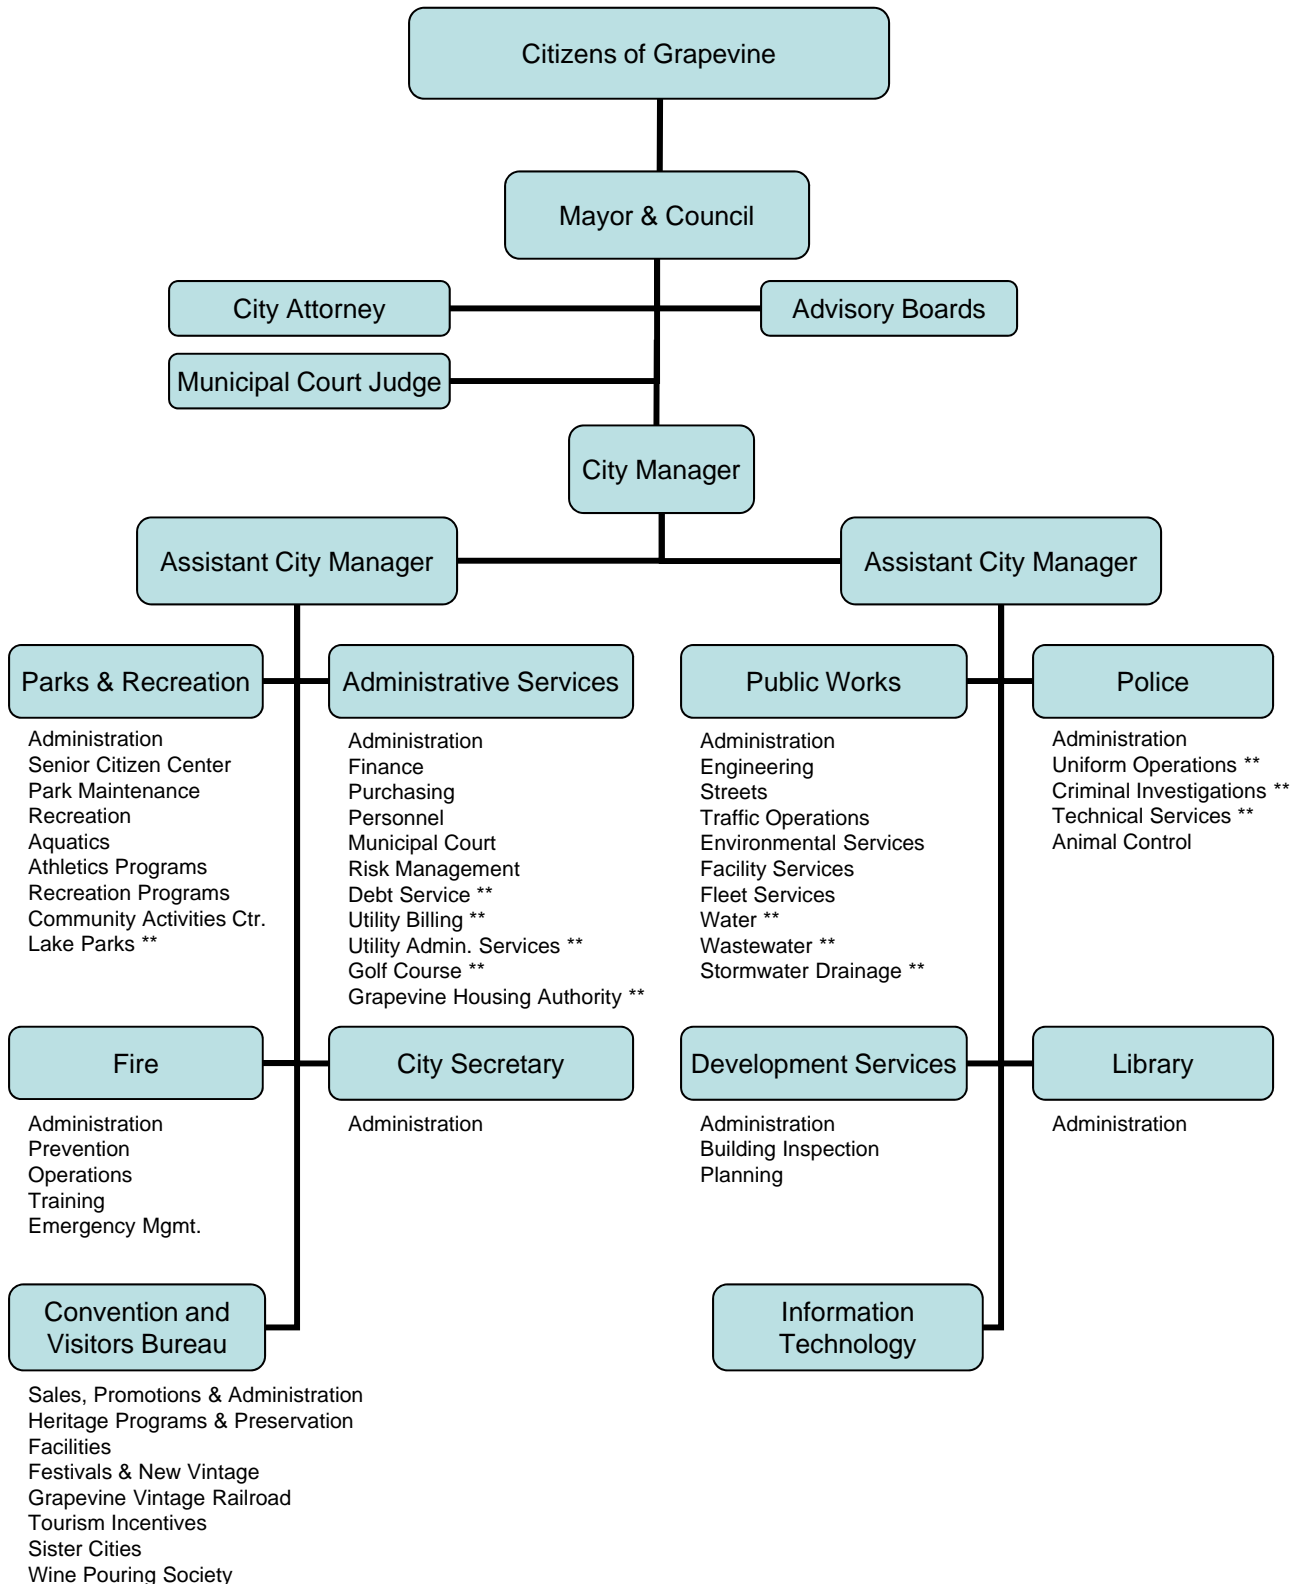 Citizens of Grapevine
Mayor & Council
City Attorney
Advisory Boards
Municipal Court Judge
City Manager
Assistant City Manager
Assistant City Manager
Parks & Recreation
Administration
Senior Citizen Center
Park Maintenance
Recreation
Aquatics
Athletics Programs
Recreation Programs
Community Activities Ctr.
Lake Parks **
Administrative Services
Administration
Finance
Purchasing
Personnel
Municipal Court
Risk Management
Debt Service **
Utility Billing **
Utility Admin. Services **
Golf Course **
Grapevine Housing Authority **
Public Works
Administration
Engineering
Streets
Traffic Operations
Environmental Services
Facility Services
Fleet Services
Water **
Wastewater **
Stormwater Drainage **
Police
Administration
Uniform Operations **
Criminal Investigations **
Technical Services **
Animal Control
Fire
Administration
Prevention
Operations
Training
Emergency Mgmt.
City Secretary
Administration
Development Services
Administration
Building Inspection
Planning
Library
Administration
Convention and
Visitors Bureau
Sales, Promotions & Administration
Heritage Programs & Preservation
Facilities
Festivals & New Vintage
Grapevine Vintage Railroad
Tourism Incentives
Sister Cities
Wine Pouring Society
Information
Technology